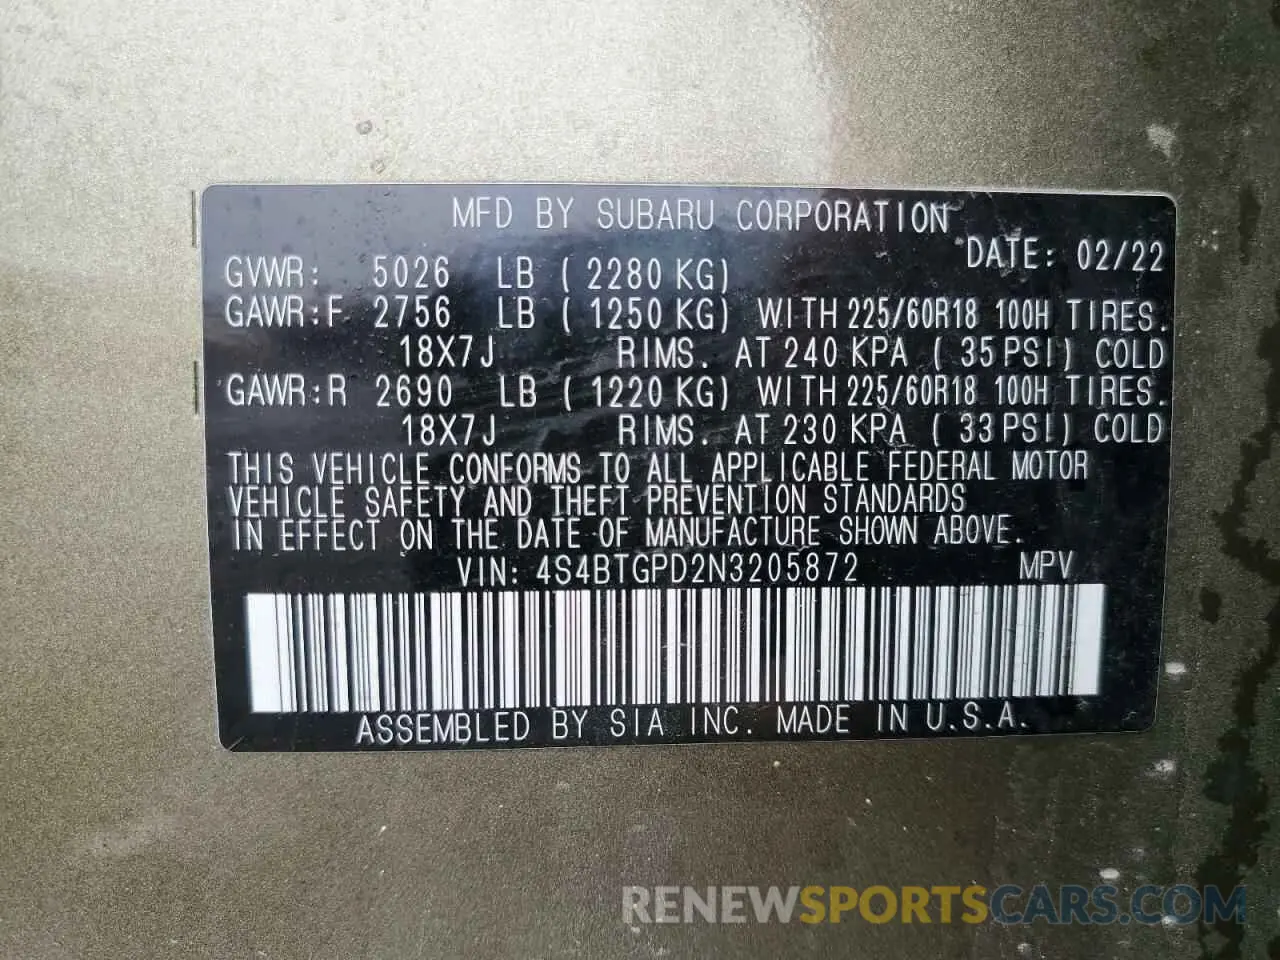 MFD BY SUBARU CORPORATION
DATE: 02/22
GVWR: 5026 LB ( 2280 KG)
GAWR:F 2756 LB ( 1250 KG) WITH 225/60R18 100H TIRES.
18X7J RIMS. AT 240 KPA ( 35 PSI) COLD
GAWR:R 2690 LB ( 1220 KG) WITH 225/60R18 100H TIRES.
18X7J RIMS. AT 230 KPA ( 33 PSI) COLD
THIS VEHICLE CONFORMS TO ALL APPLICABLE FEDERAL MOTOR
VEHICLE SAFETY AND THEFT PREVENTION STANDARDS
IN EFFECT ON THE DATE OF MANUFACTURE SHOWN ABOVE.
VIN: 4S4BTGPD2N3205872 MPV
ASSEMBLED BY SIA INC. MADE IN U.S.A.
RENEWSPORTSCARS.COM